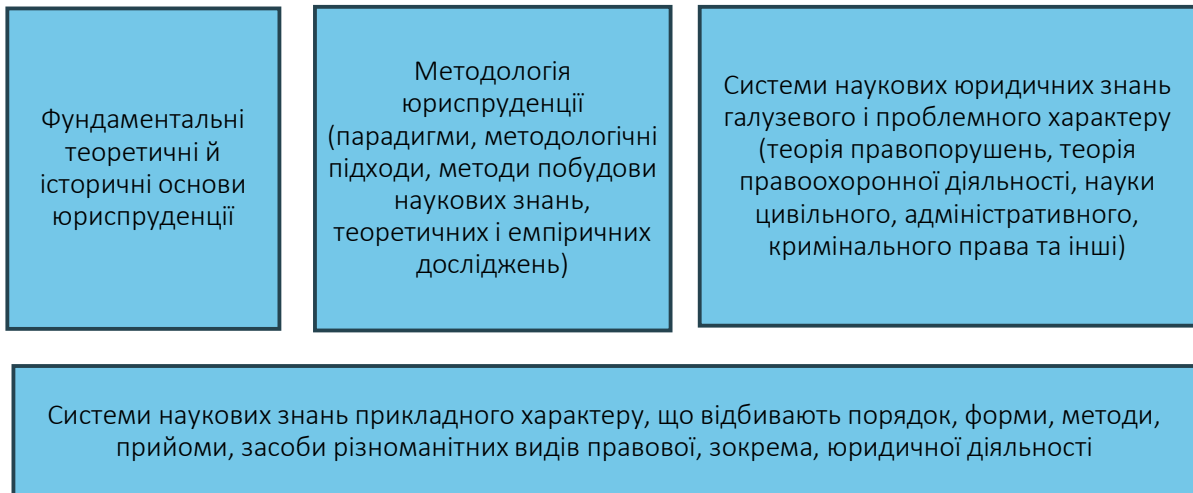 Фундаментальні
теоретичні й
історичні основи
юриспруденції
Методологія
юриспруденції
(парадигми, методологічні
підходи, методи побудови
наукових знань,
теоретичних і емпіричних
досліджень)
Системи наукових юридичних знань
галузевого і проблемного характеру
(теорія правопорушень, теорія
правоохоронної діяльності, науки
цивільного, адміністративного,
кримінального права та інші)
Системи наукових знань прикладного характеру, що відбивають порядок, форми, методи,
прийоми, засоби різноманітних видів правової, зокрема, юридичної діяльності